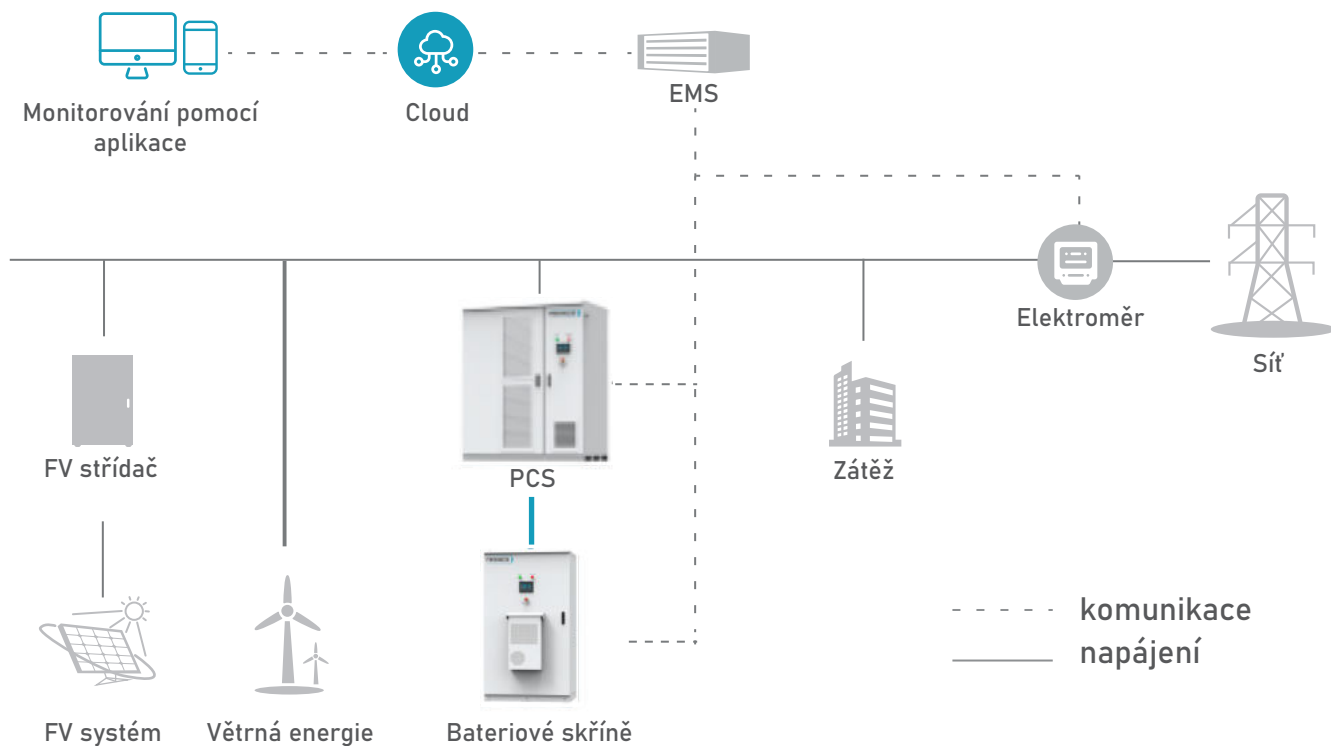 Monitorování pomocí
aplikace
Cloud
EMS
Elektroměr
Síť
FV střídač
PCS
Zátěž
komunikace
napájení
FV systém
Větrná energie
Bateriové skříně